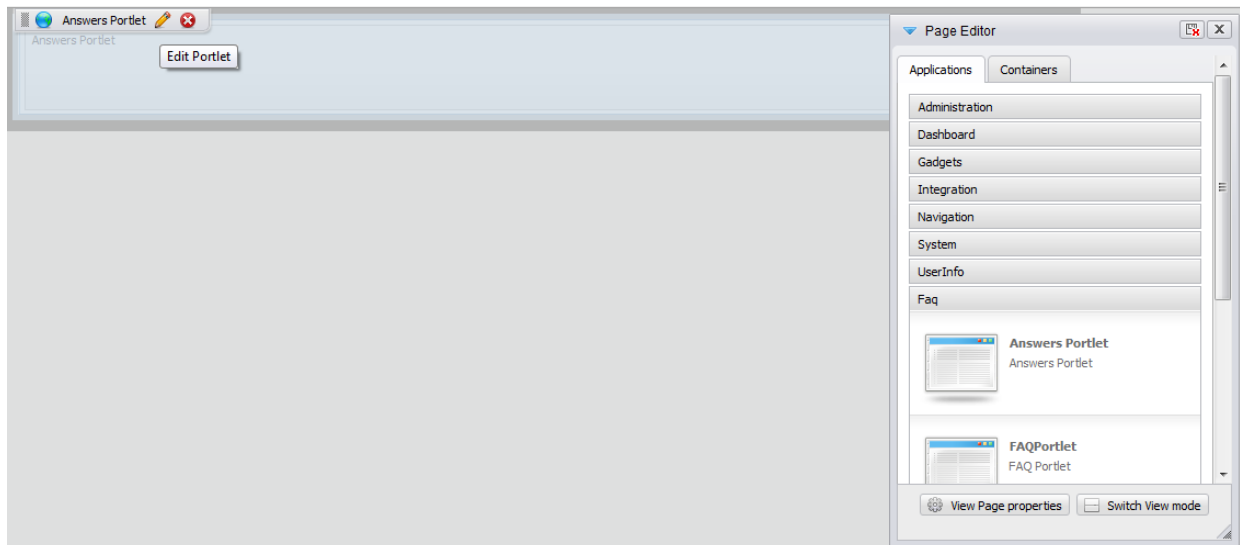 Answers Portlet
Answers Portlet
Edit Portlet
Page Editor
Applications Containers
Administration
Dashboard
Gadgets
Integration
Navigation
System
UserInfo
Faq
Answers Portlet
Answers Portlet
FAQPortlet
FAQ Portlet
View Page properties Switch View mode